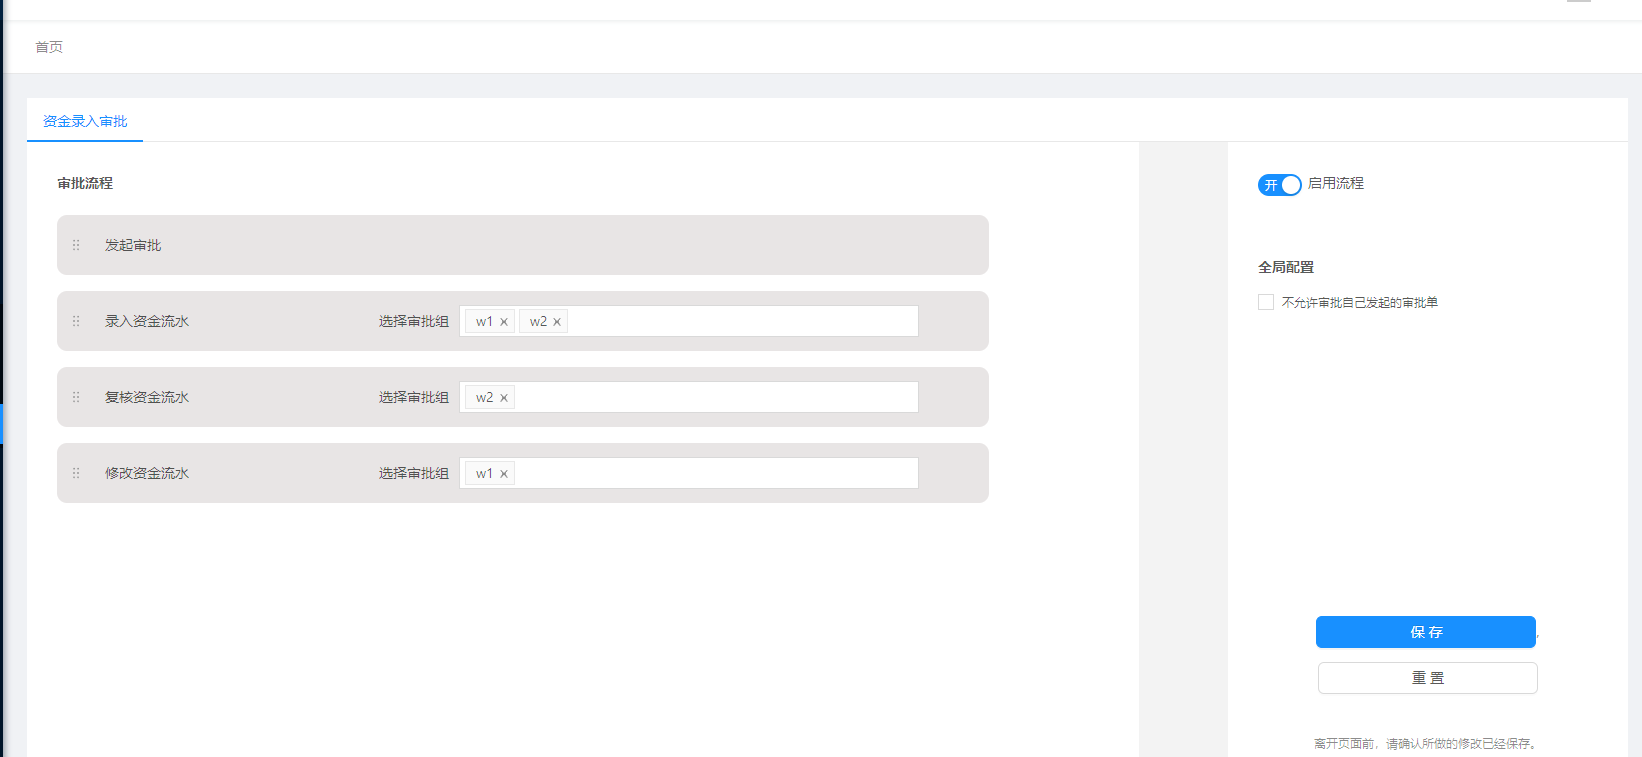 首页
资金录入审批
审批流程
发起审批
录入资金流水 选择审批组 w1 × w2 ×
复核资金流水 选择审批组 w2 ×
修改资金流水 选择审批组 w1 ×
开 启用流程
全局配置
不允许审批自己发起的审批单
保 存
重 置
离开页面前，请确认所做的修改已经保存。